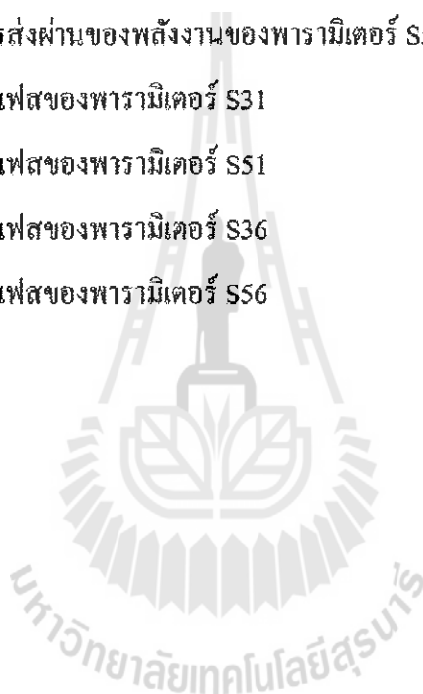 รส่งผ่านของพลังงานของพารามิเตอร์
เฟสของพารามิเตอร์ S31
เฟสของพารามิเตอร์ S51
เฟสของพารามิเตอร์ S36
เฟสของพารามิเตอร์ S56
มหาวิทยาลัยเทคโนโลยีสุรนารี